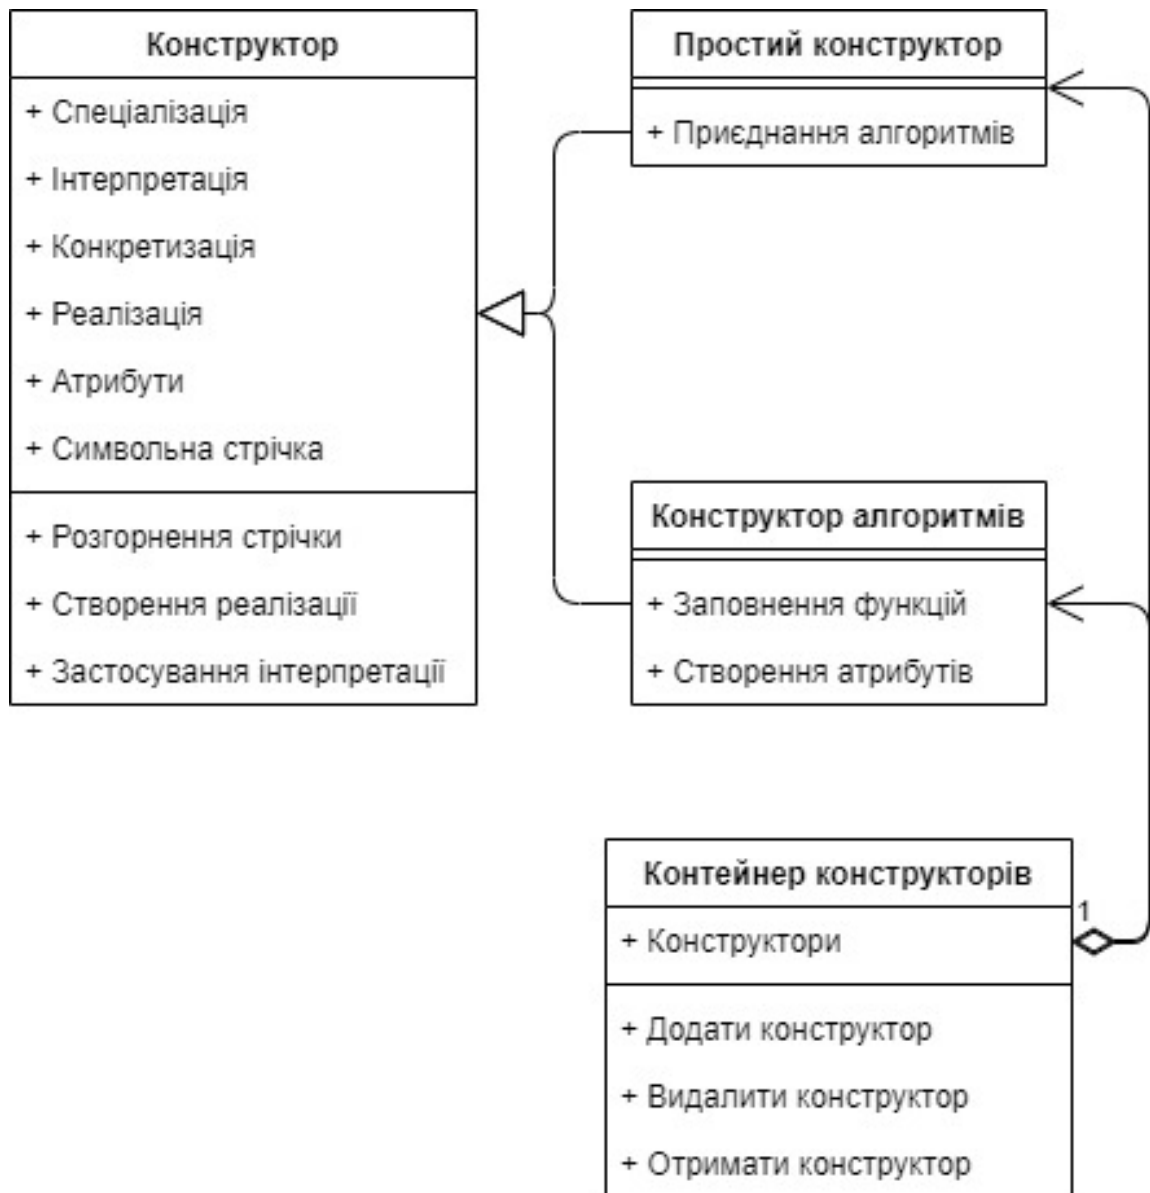 Конструктор
+ Спеціалізація
+ Інтерпретація
+ Конкретизація
+ Реалізація
+ Атрибути
+ Символьна стрічка
+ Розгорнення стрічки
+ Створення реалізації
+ Застосування інтерпретації
Простий конструктор
+ Приєднання алгоритмів
Конструктор алгоритмів
+ Заповнення функцій
+ Створення атрибутів
Контейнер конструкторів
1
+ Конструктори
+ Додати конструктор
+ Видалити конструктор
+ Отримати конструктор